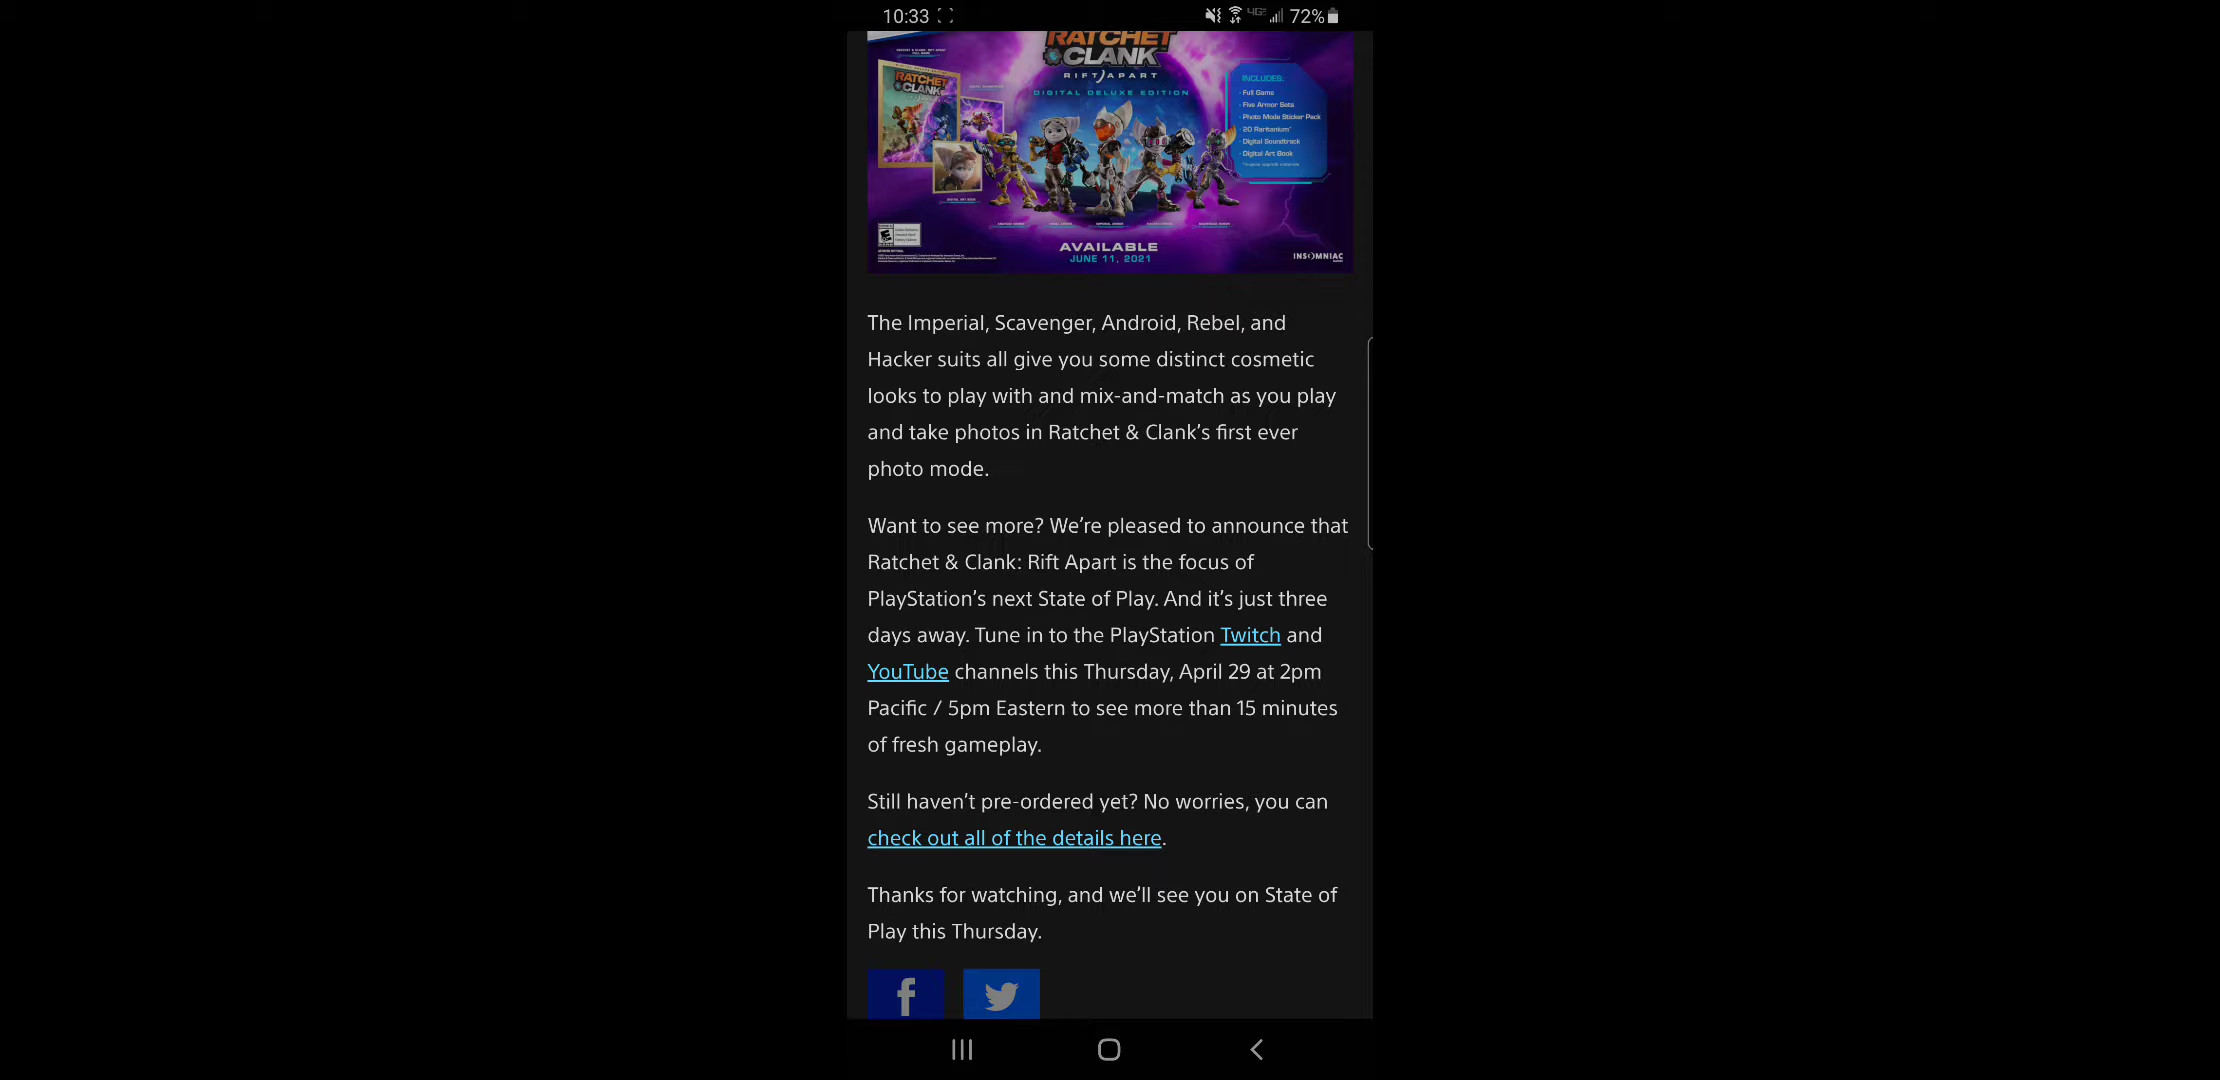 10:33
72%
RATCHET
CLANK
RIFT APART
DIGITAL DELUXE EDITION
RATCHET
CLANK
INCLUDES:
· Full Game
· Five Armor Sets
· Photo Mode Sticker Pack
· 20 Raritanium*
· Digital Soundtrack
· Digital Art Book
DIGITAL ART BOOK
AVAILABLE
JUNE 11, 2021
INSOMNIAC
The Imperial, Scavenger, Android, Rebel, and
Hacker suits all give you some distinct cosmetic
looks to play with and mix-and-match as you play
and take photos in Ratchet & Clank’s first ever
photo mode.
Want to see more? We’re pleased to announce that
Ratchet & Clank: Rift Apart is the focus of
PlayStation’s next State of Play. And it’s just three
days away. Tune in to the PlayStation Twitch and
YouTube channels this Thursday, April 29 at 2pm
Pacific / 5pm Eastern to see more than 15 minutes
of fresh gameplay.
Still haven’t pre-ordered yet? No worries, you can
check out all of the details here.
Thanks for watching, and we’ll see you on State of
Play this Thursday.